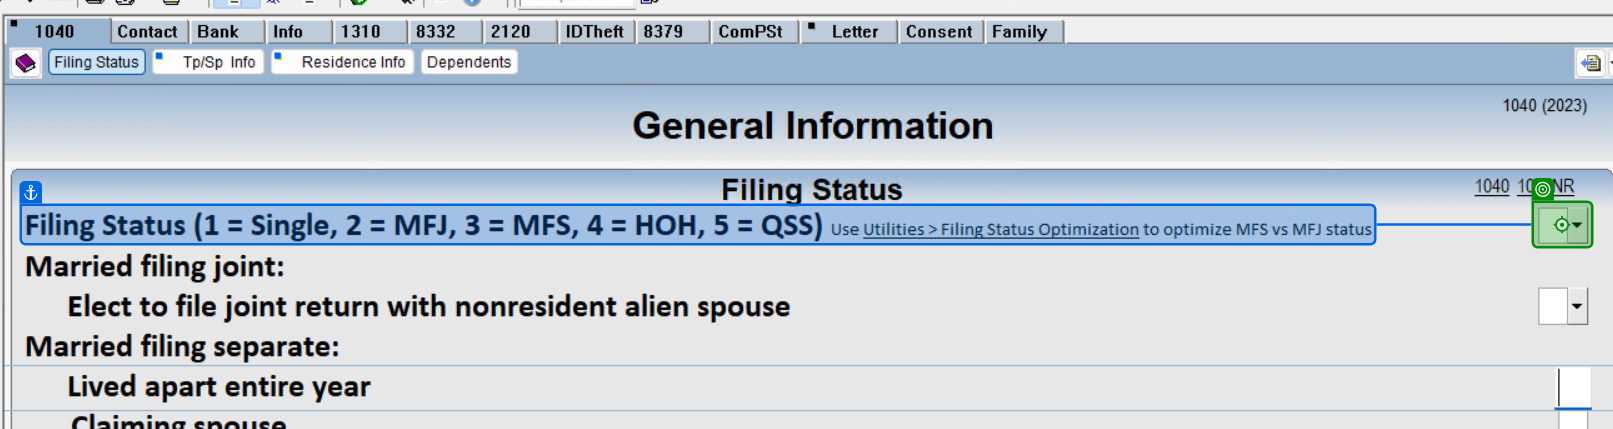 1040 Contact Bank Info 1310 8332 2120 IDTheft 8379 ComPSt Letter Consent Family
Filing Status Tp/Sp Info Residence Info Dependents
1040 (2023)
General Information
Filing Status
1040 NR
Filing Status (1 = Single, 2 = MFJ, 3 = MFS, 4 = HOH, 5 = QSS) Use Utilities > Filing Status Optimization to optimize MFS vs MFJ status
Married filing joint:
Elect to file joint return with nonresident alien spouse
Married filing separate:
Lived apart entire year
Claiming spouse